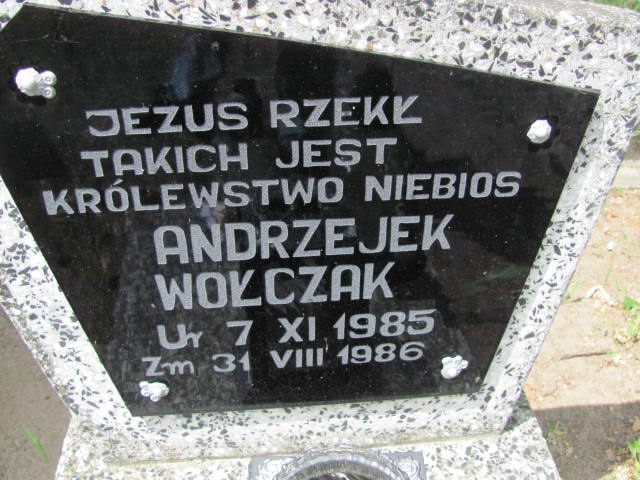 JEZUS RZEKŁ
TAKICH JEST
KRÓLEWSTWO NIEBIOS
ANDRZEJEK
WOŁCZAK
Ur 7 XI 1985
Zm 31 VIII 1986